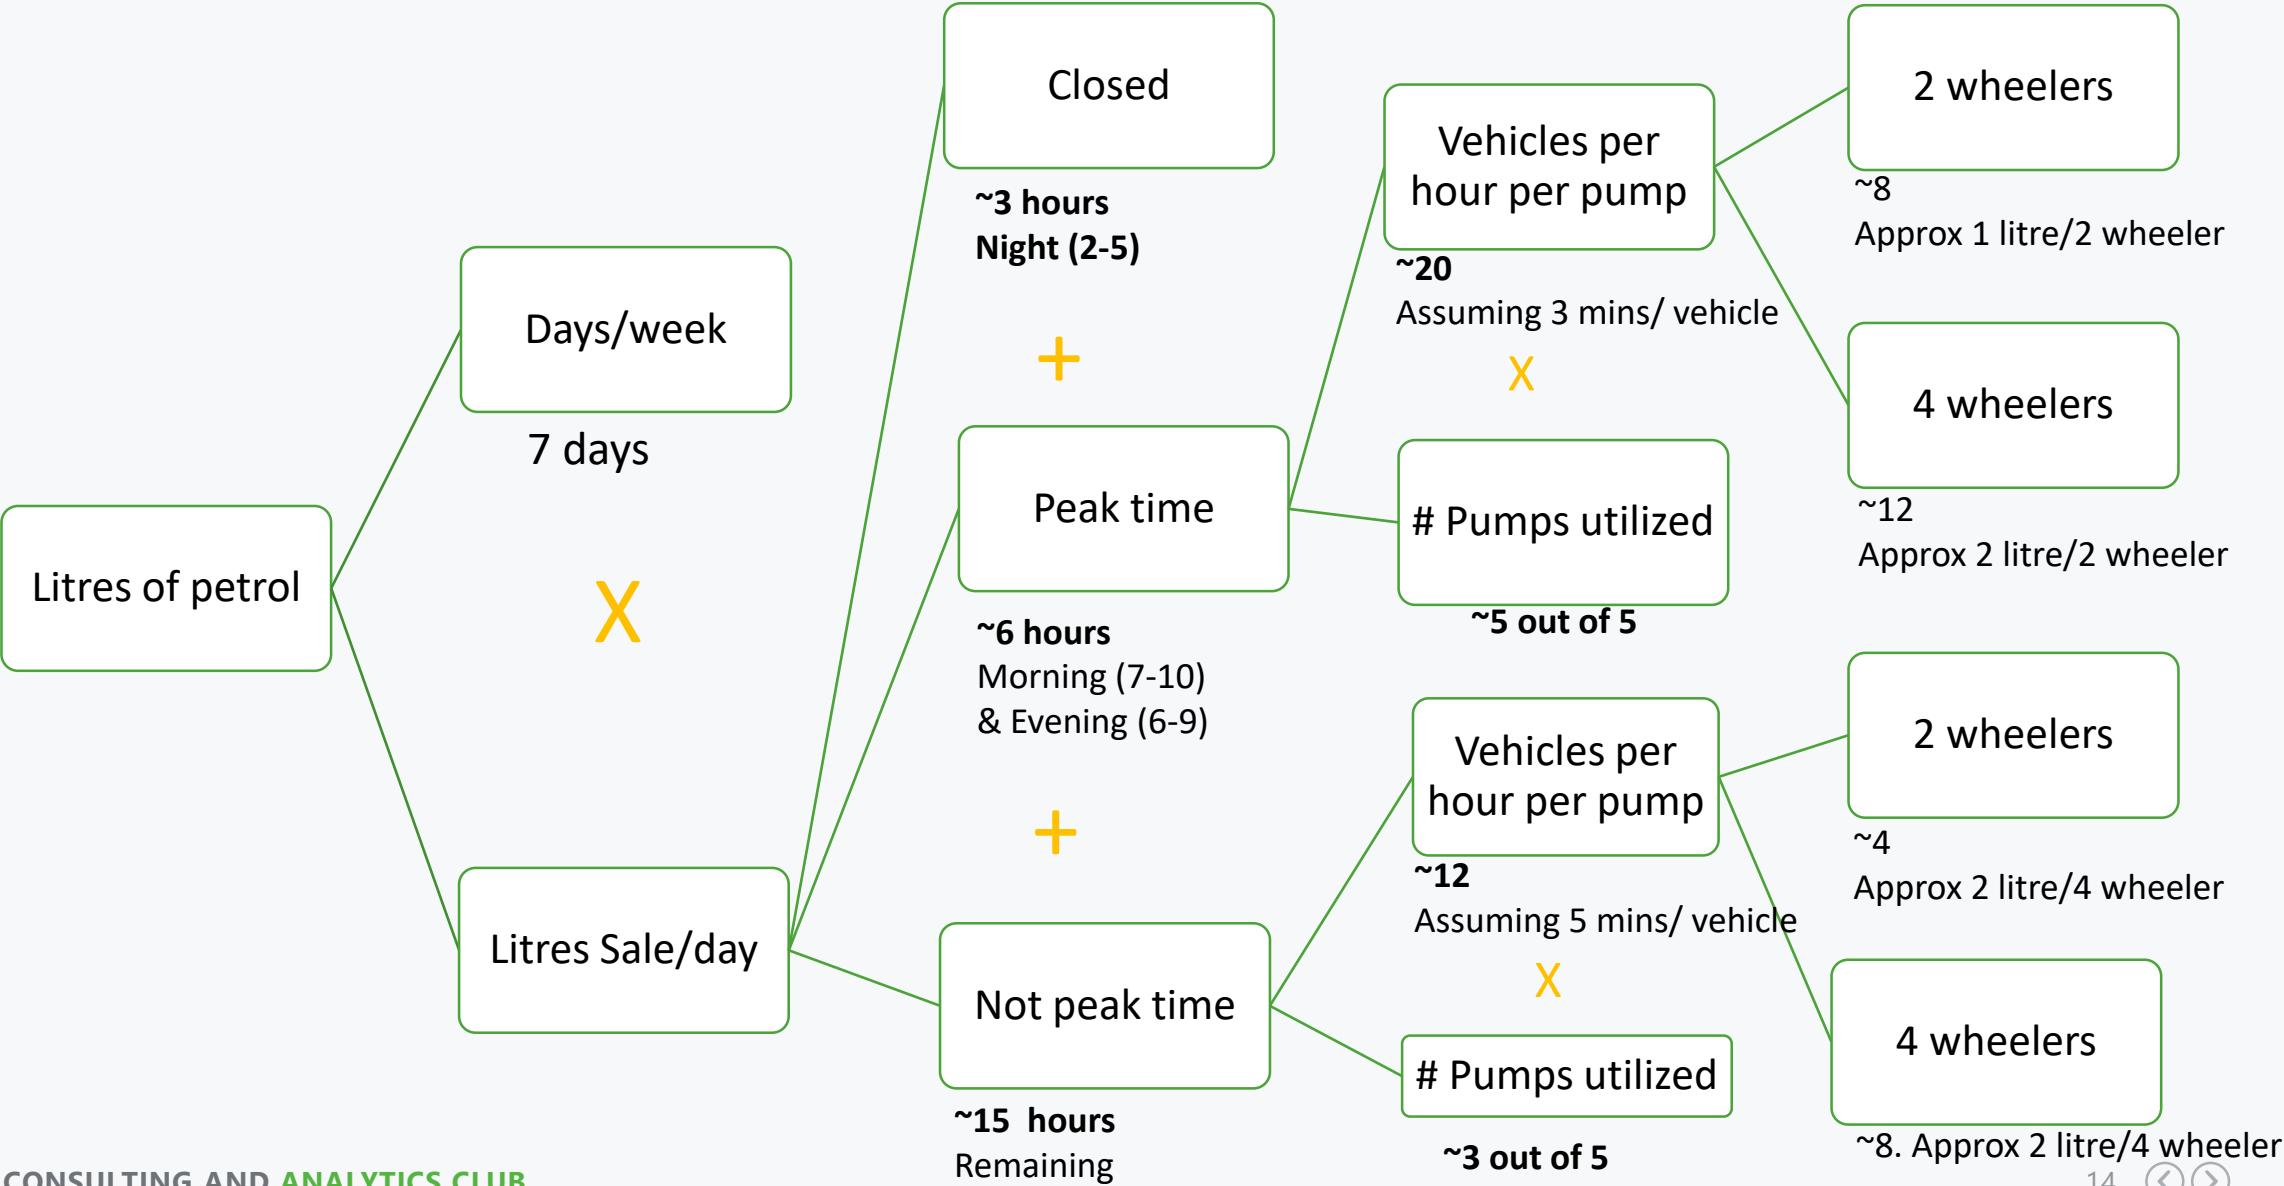 Litres of petrol
Days/week
7 days
X
Litres Sale/day
Closed
~3 hours
Night (2-5)
+
Peak time
~6 hours
Morning (7-10)
& Evening (6-9)
+
Not peak time
~15 hours
Remaining
Vehicles per
hour per pump
~20
Assuming 3 mins/ vehicle
X
# Pumps utilized
~5 out of 5
Vehicles per
hour per pump
~12
Assuming 5 mins/ vehicle
X
# Pumps utilized
~3 out of 5
2 wheelers
~8
Approx 1 litre/2 wheeler
4 wheelers
~12
Approx 2 litre/2 wheeler
2 wheelers
~4
Approx 2 litre/4 wheeler
4 wheelers
~8. Approx 2 litre/4 wheeler
CONSULTING AND ANALYTICS CLUB
14